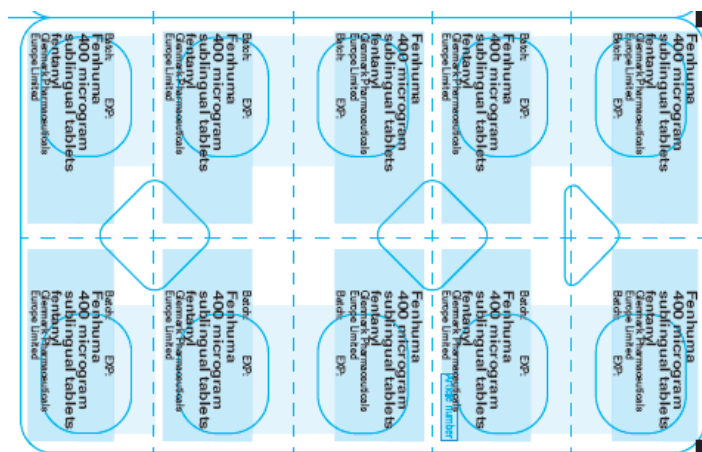 Batch: EXP:
Fenhuma
400 microgram
sublingual tablets
fentanyl
Glenmark Pharmaceuticals
Europe Limited
Batch: EXP:
Fenhuma
400 microgram
sublingual tablets
fentanyl
Glenmark Pharmaceuticals
Europe Limited
Fenhuma
400 microgram
sublingual tablets
fentanyl
Glenmark Pharmaceuticals
Europe Limited
Batch: EXP:
Batch: EXP:
Fenhuma
400 microgram
sublingual tablets
fentanyl
Glenmark Pharmaceuticals
Europe Limited
Fenhuma
400 microgram
sublingual tablets
fentanyl
Glenmark Pharmaceuticals
Europe Limited
Batch: EXP:
Batch: EXP:
Fenhuma
400 microgram
sublingual tablets
fentanyl
Glenmark Pharmaceuticals
Europe Limited
Batch: EXP:
Fenhuma
400 microgram
sublingual tablets
fentanyl
Glenmark Pharmaceuticals
Europe Limited
Fenhuma
400 microgram
sublingual tablets
fentanyl
Glenmark Pharmaceuticals
Europe Limited
Batch: EXP:
Batch: EXP:
Fenhuma
400 microgram
sublingual tablets
fentanyl
Glenmark Pharmaceuticals
Europe Limited
Article number
Fenhuma
400 microgram
sublingual tablets
fentanyl
Glenmark Pharmaceuticals
Europe Limited
Batch: EXP: